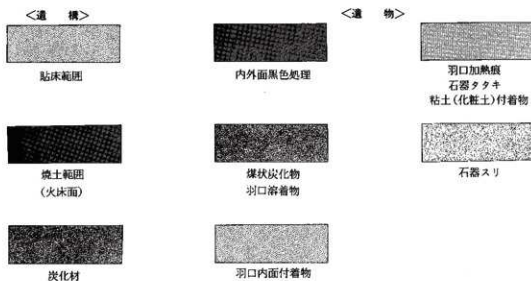 ＜遺　構＞
＜遺　物＞
貼床範囲
内外面黒色処理
羽口加熱痕
石器タタキ
粘土(化粧土)付着物
焼土範囲
(火床面)
煤状炭化物
羽口溶着物
石器スリ
炭化材
羽口内面付着物